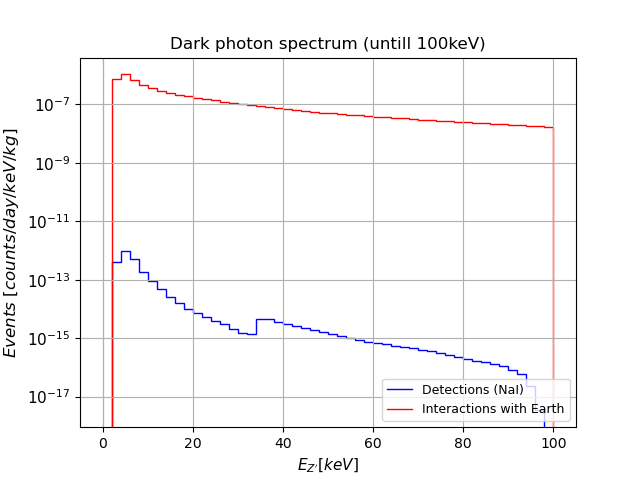 Dark photon spectrum (untill 100keV)
Events [counts/day/keV/kg]
10⁻⁷
10⁻⁹
10⁻¹¹
10⁻¹³
10⁻¹⁵
10⁻¹⁷
Detections (NaI)
Interactions with Earth
0 20 40 60 80 100
E_{Z'}[keV]